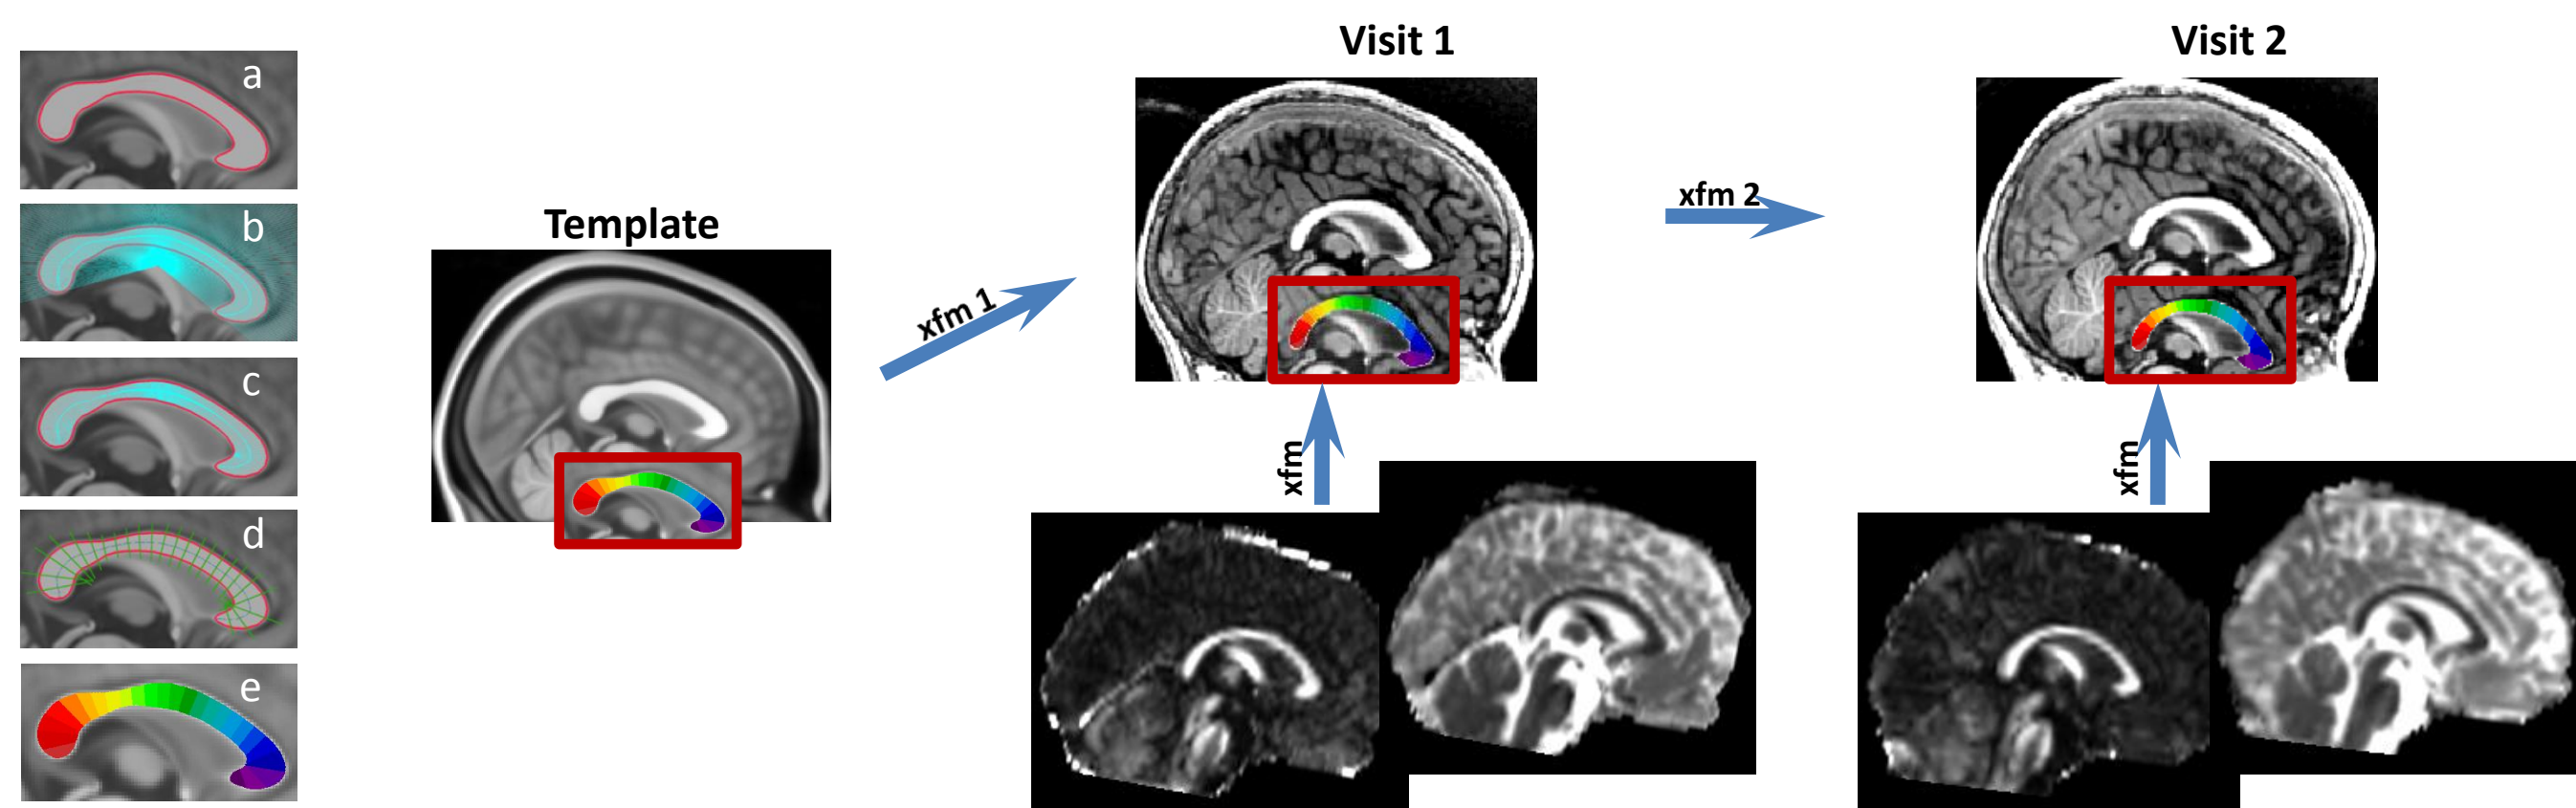 a
b
c
d
e
Template
xfm 1
Visit 1
xfm 2
Visit 2
xfm
xfm